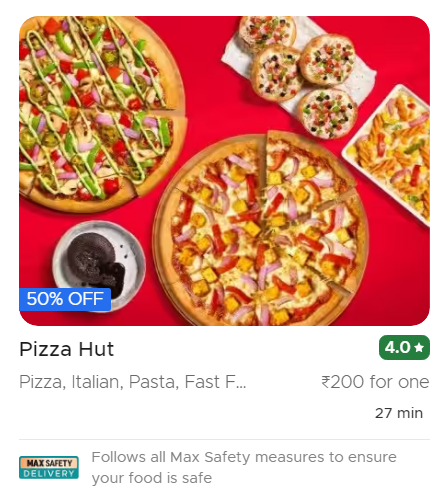 50% OFF
Pizza Hut
4.0★
Pizza, Italian, Pasta, Fast F...
₹200 for one
27 min
MAX SAFETY
DELIVERY
Follows all Max Safety measures to ensure
your food is safe